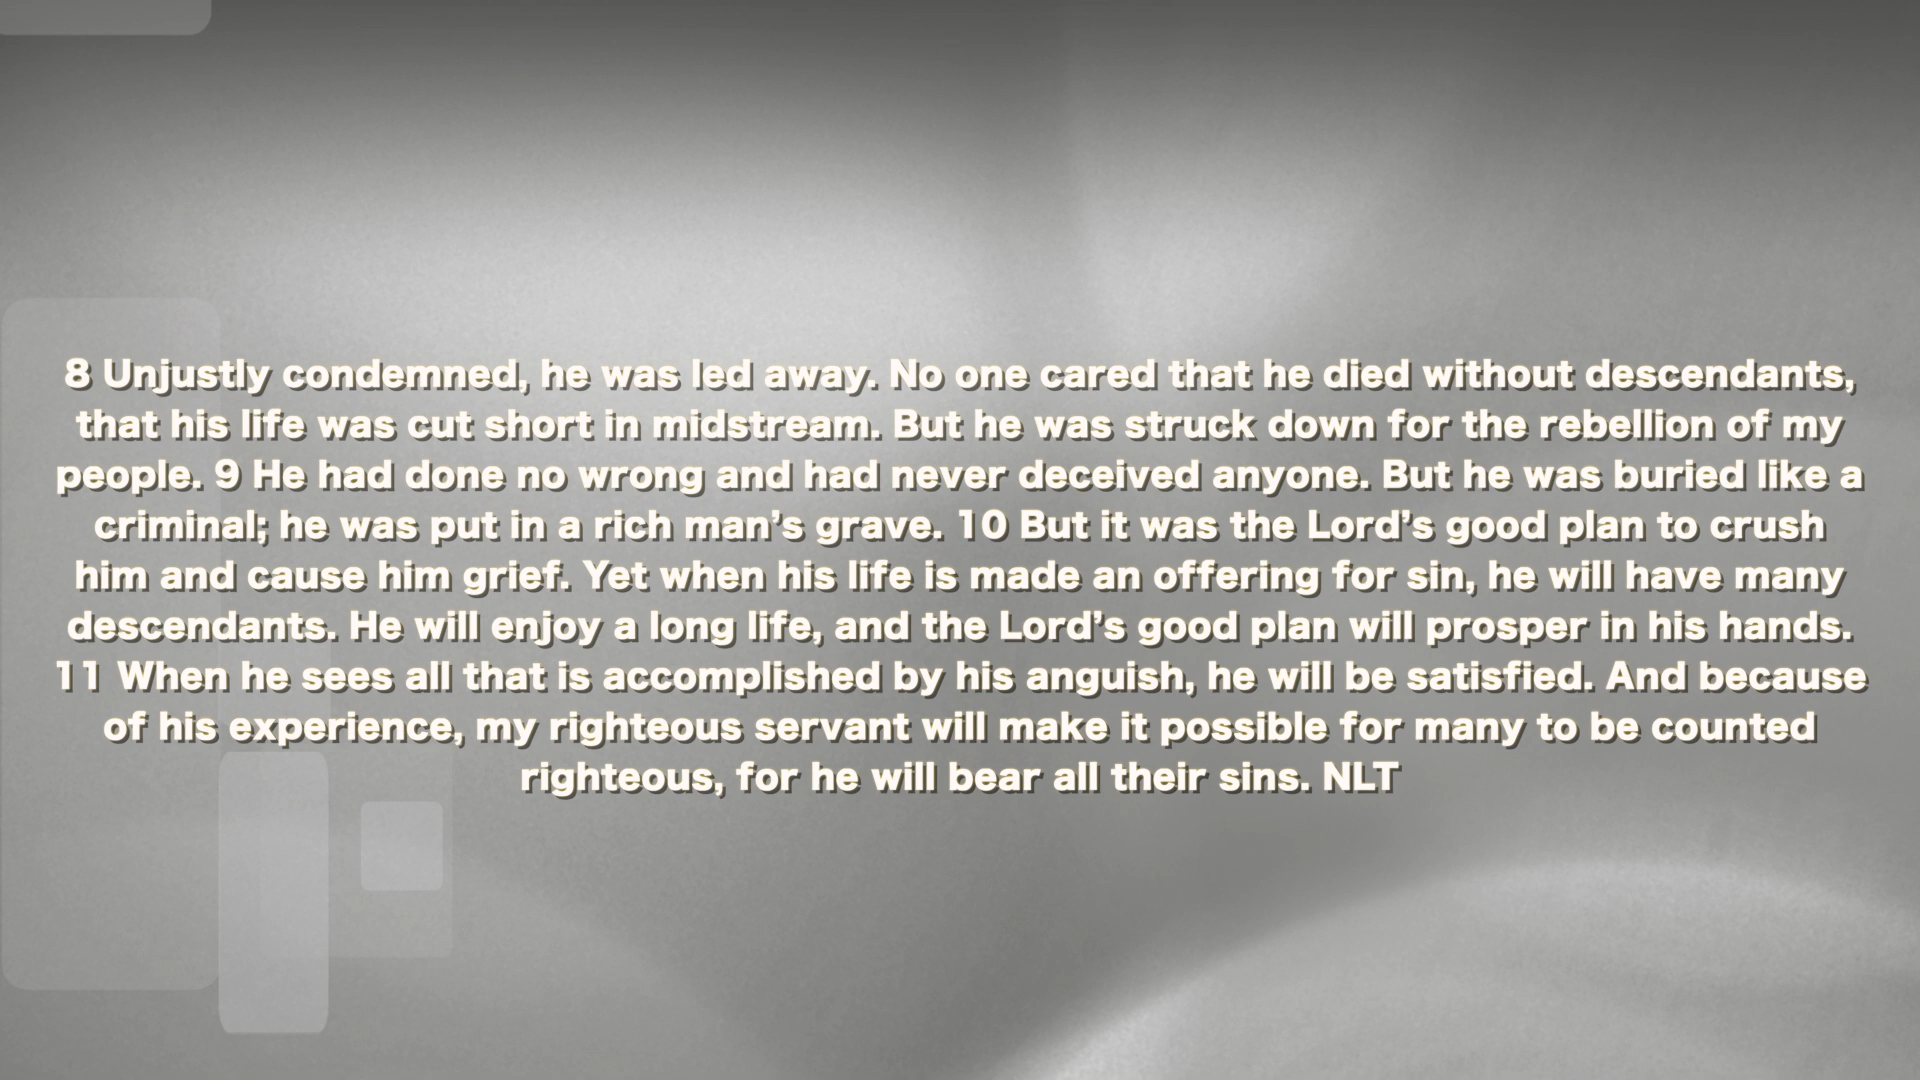 8 Unjustly condemned, he was led away. No one cared that he died without descendants,
that his life was cut short in midstream. But he was struck down for the rebellion of my
people. 9 He had done no wrong and had never deceived anyone. But he was buried like a
criminal; he was put in a rich man’s grave. 10 But it was the Lord’s good plan to crush
him and cause him grief. Yet when his life is made an offering for sin, he will have many
descendants. He will enjoy a long life, and the Lord’s good plan will prosper in his hands.
11 When he sees all that is accomplished by his anguish, he will be satisfied. And because
of his experience, my righteous servant will make it possible for many to be counted
righteous, for he will bear all their sins. NLT